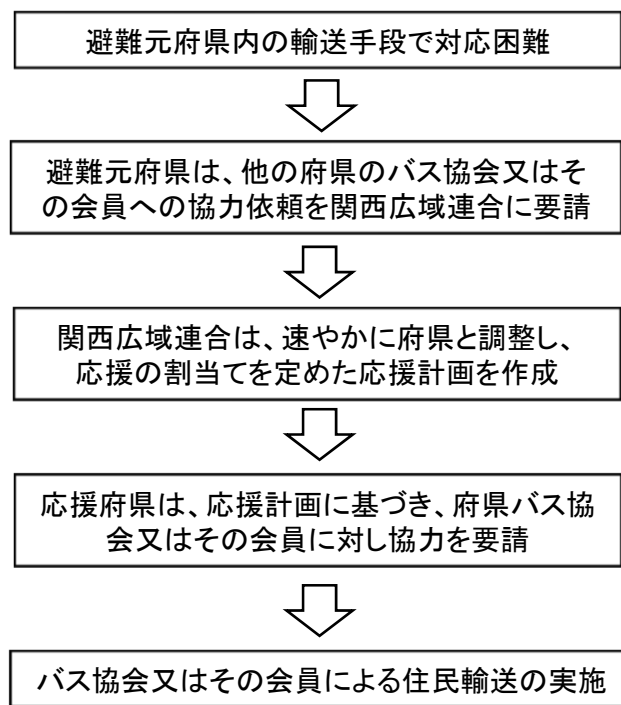 避難元府県内の輸送手段で対応困難
避難元府県は、他の府県のバス協会又はそ
の会員への協力依頼を関西広域連合に要請
関西広域連合は、速やかに府県と調整し、
応援の割当てを定めた応援計画を作成
応援府県は、応援計画に基づき、府県バス協
会又はその会員に対し協力を要請
バス協会又はその会員による住民輸送の実施